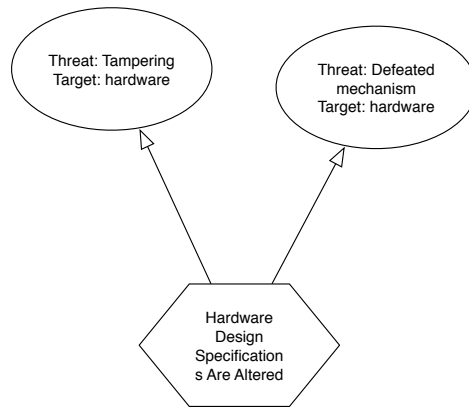 Threat: Tampering
Target: hardware
Threat: Defeated
mechanism
Target: hardware
Hardware
Design
Specification
s Are Altered